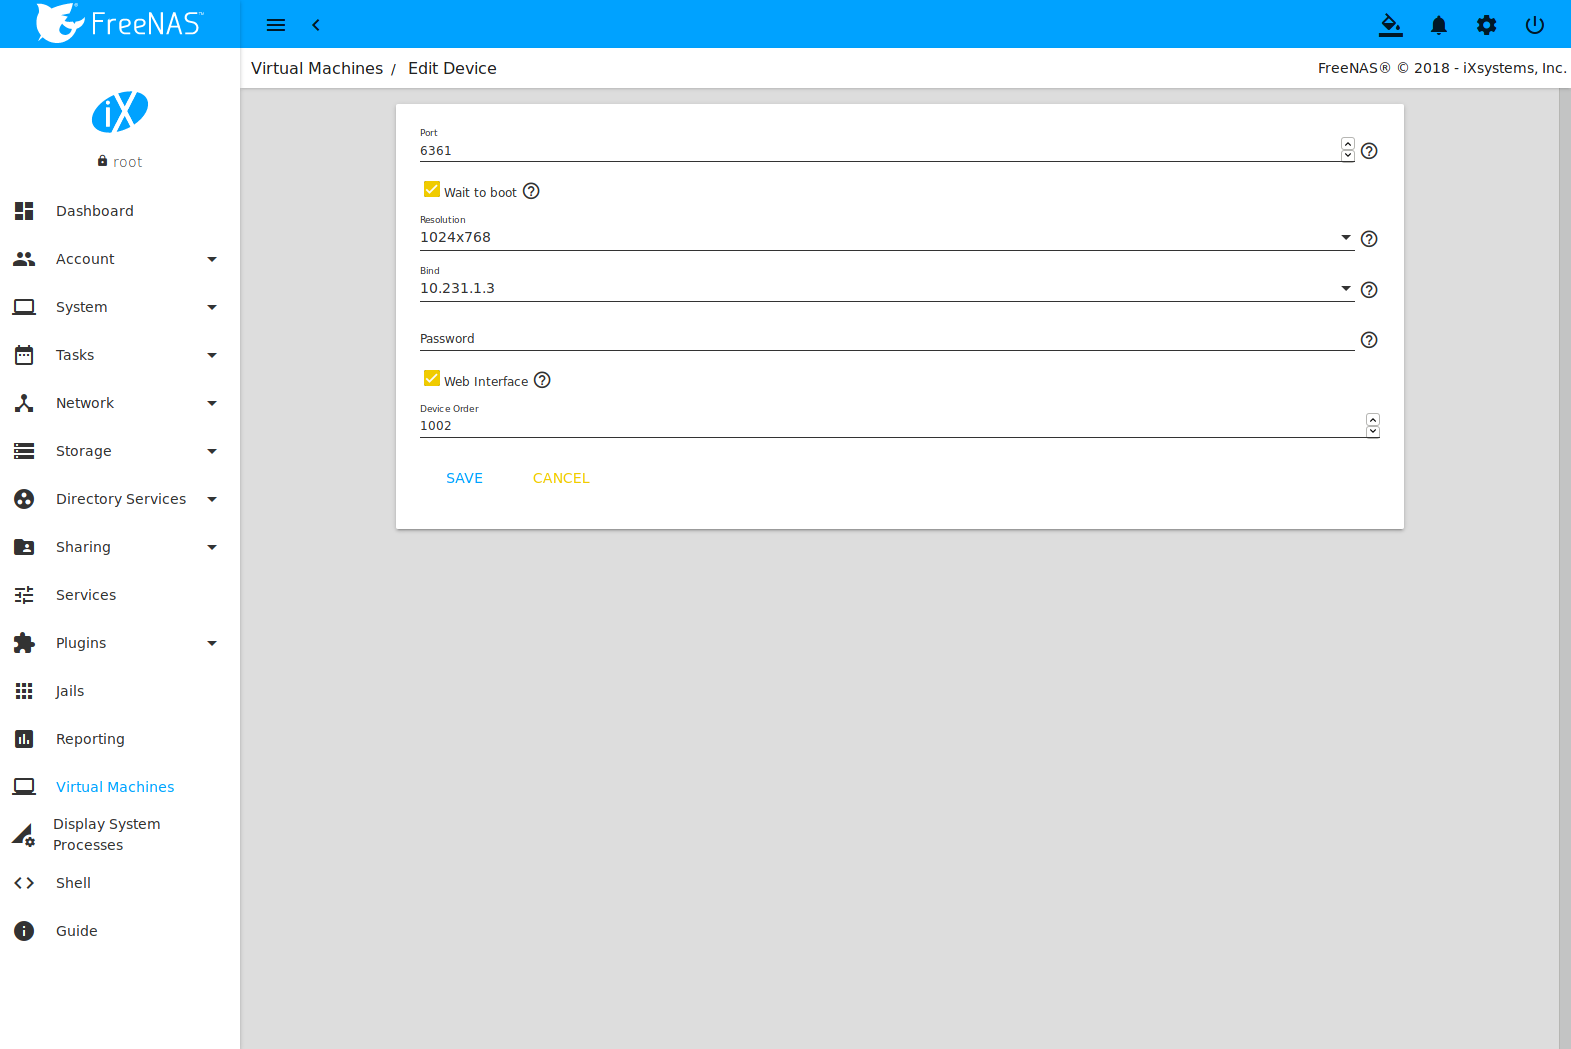 FreeNAS™
Virtual Machines / Edit Device
FreeNAS® © 2018 - iXsystems, Inc.
iX
root
Dashboard
Account
System
Tasks
Network
Storage
Directory Services
Sharing
Services
Plugins
Jails
Reporting
Virtual Machines
Display System
Processes
Shell
Guide
Port
6361
Wait to boot
Resolution
1024x768
Bind
10.231.1.3
Password
Web Interface
Device Order
1002
SAVE CANCEL